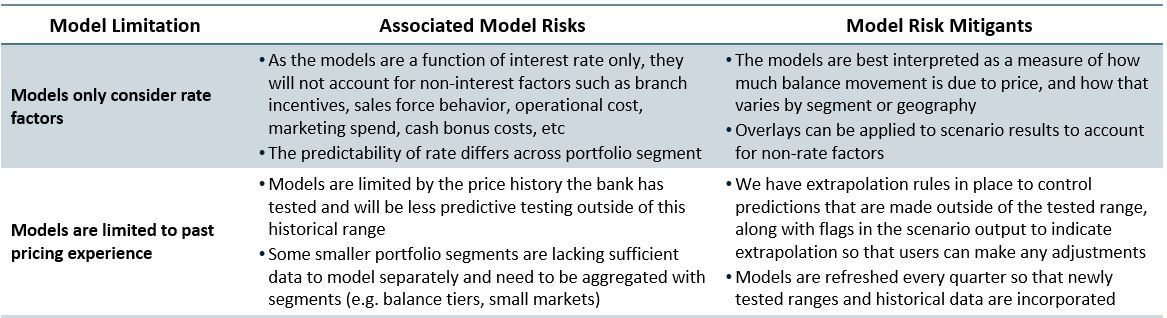 Model Limitation
Associated Model Risks
Model Risk Mitigants
Models only consider rate
factors
• As the models are a function of interest rate only, they
will not account for non-interest factors such as branch
incentives, sales force behavior, operational cost,
marketing spend, cash bonus costs, etc
• The predictability of rate differs across portfolio segment
• The models are best interpreted as a measure of how
much balance movement is due to price, and how that
varies by segment or geography
• Overlays can be applied to scenario results to account
for non-rate factors
Models are limited to past
pricing experience
• Models are limited by the price history the bank has
tested and will be less predictive testing outside of this
historical range
• Some smaller portfolio segments are lacking sufficient
data to model separately and need to be aggregated with
segments (e.g. balance tiers, small markets)
• We have extrapolation rules in place to control
predictions that are made outside of the tested range,
along with flags in the scenario output to indicate
extrapolation so that users can make any adjustments
• Models are refreshed every quarter so that newly
tested ranges and historical data are incorporated